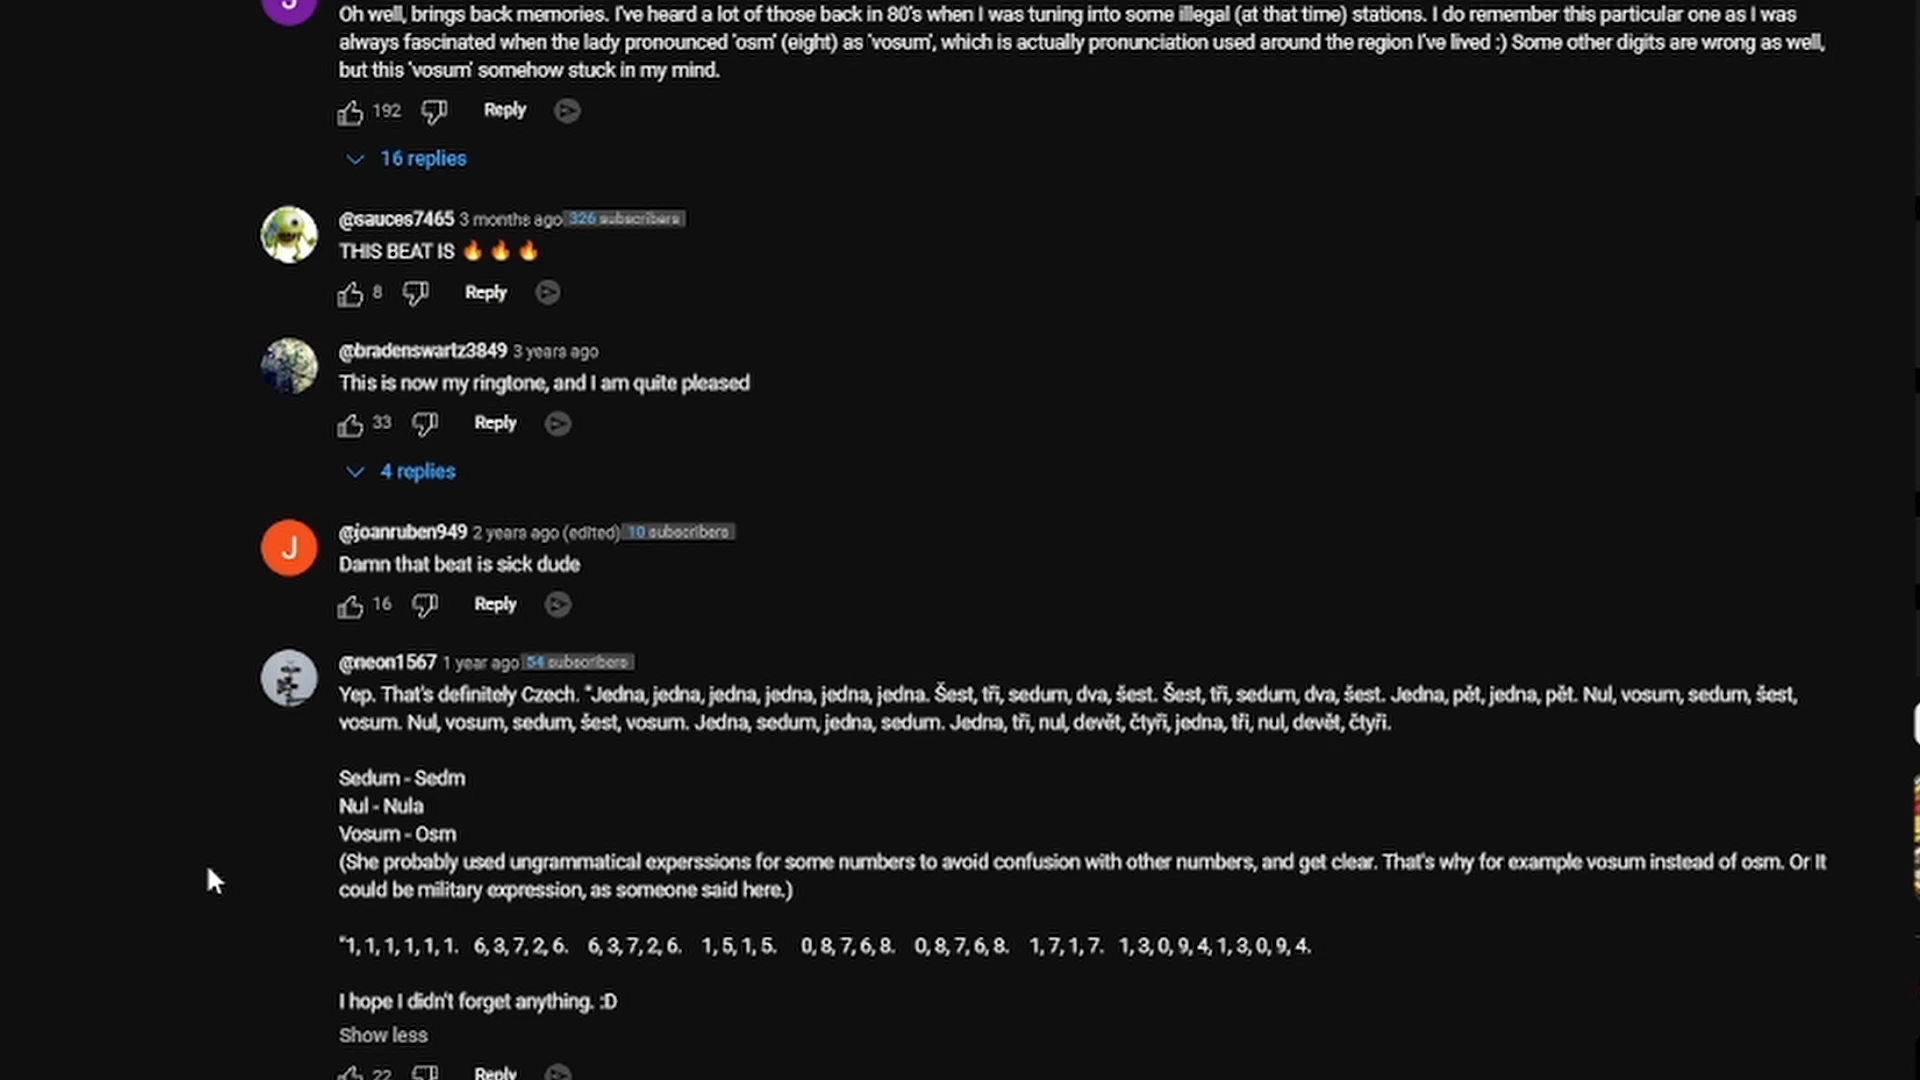 Oh well, brings back memories. I've heard a lot of those back in 80's when I was tuning into some illegal (at that time) stations. I do remember this particular one as I was
always fascinated when the lady pronounced 'osm' (eight) as 'vosum', which is actually pronunciation used around the region I've lived :) Some other digits are wrong as well,
but this 'vosum' somehow stuck in my mind.
192 Reply
16 replies
@sauces7465 3 months ago 326 subscribers
THIS BEAT IS 🔥 🔥 🔥
8 Reply
@bradenswartz3849 3 years ago
This is now my ringtone, and I am quite pleased
33 Reply
4 replies
J
@joanruben949 2 years ago (edited) 10 subscribers
Damn that beat is sick dude
16 Reply
@neon1567 1 year ago 54 subscribers
Yep. That's definitely Czech. "Jedna, jedna, jedna, jedna, jedna, jedna. Šest, tři, sedum, dva, šest. Šest, tři, sedum, dva, šest. Jedna, pět, jedna, pět. Nul, vosum, sedum, šest,
vosum. Nul, vosum, sedum, šest, vosum. Jedna, sedum, jedna, sedum. Jedna, tři, nul, devět, čtyři, jedna, tři, nul, devět, čtyři.
Sedum - Sedm
Nul - Nula
Vosum - Osm
(She probably used ungrammatical experssions for some numbers to avoid confusion with other numbers, and get clear. That's why for example vosum instead of osm. Or it
could be military expression, as someone said here.)
"1, 1, 1, 1, 1, 1. 6, 3, 7, 2, 6. 6, 3, 7, 2, 6. 1, 5, 1, 5. 0, 8, 7, 6, 8. 0, 8, 7, 6, 8. 1, 7, 1, 7. 1, 3, 0, 9, 4, 1, 3, 0, 9, 4.
I hope I didn't forget anything. :D
Show less
22 Reply